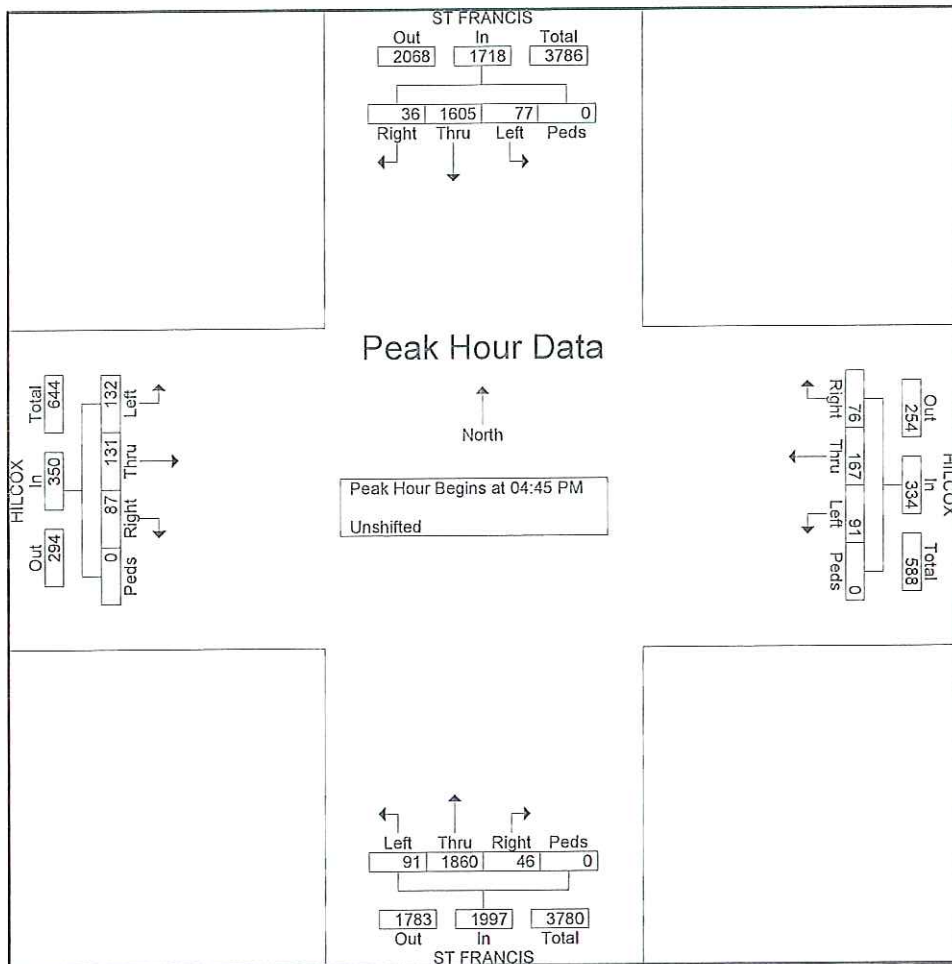 ST FRANCIS
Out In Total
2068 1718 3786
36 1605 77 0
Right Thru Left Peds
Peak Hour Data
North
Peak Hour Begins at 04:45 PM
Unshifted
HILCOX
Total In Out
644 350 294
132 131 87 0
Left Thru Right Peds
Right Thru Left Peds
76 167 91 0
Out In Total
254 334 588
HILCOX
Left Thru Right Peds
91 1860 46 0
1783 1997 3780
Out In Total
ST FRANCIS